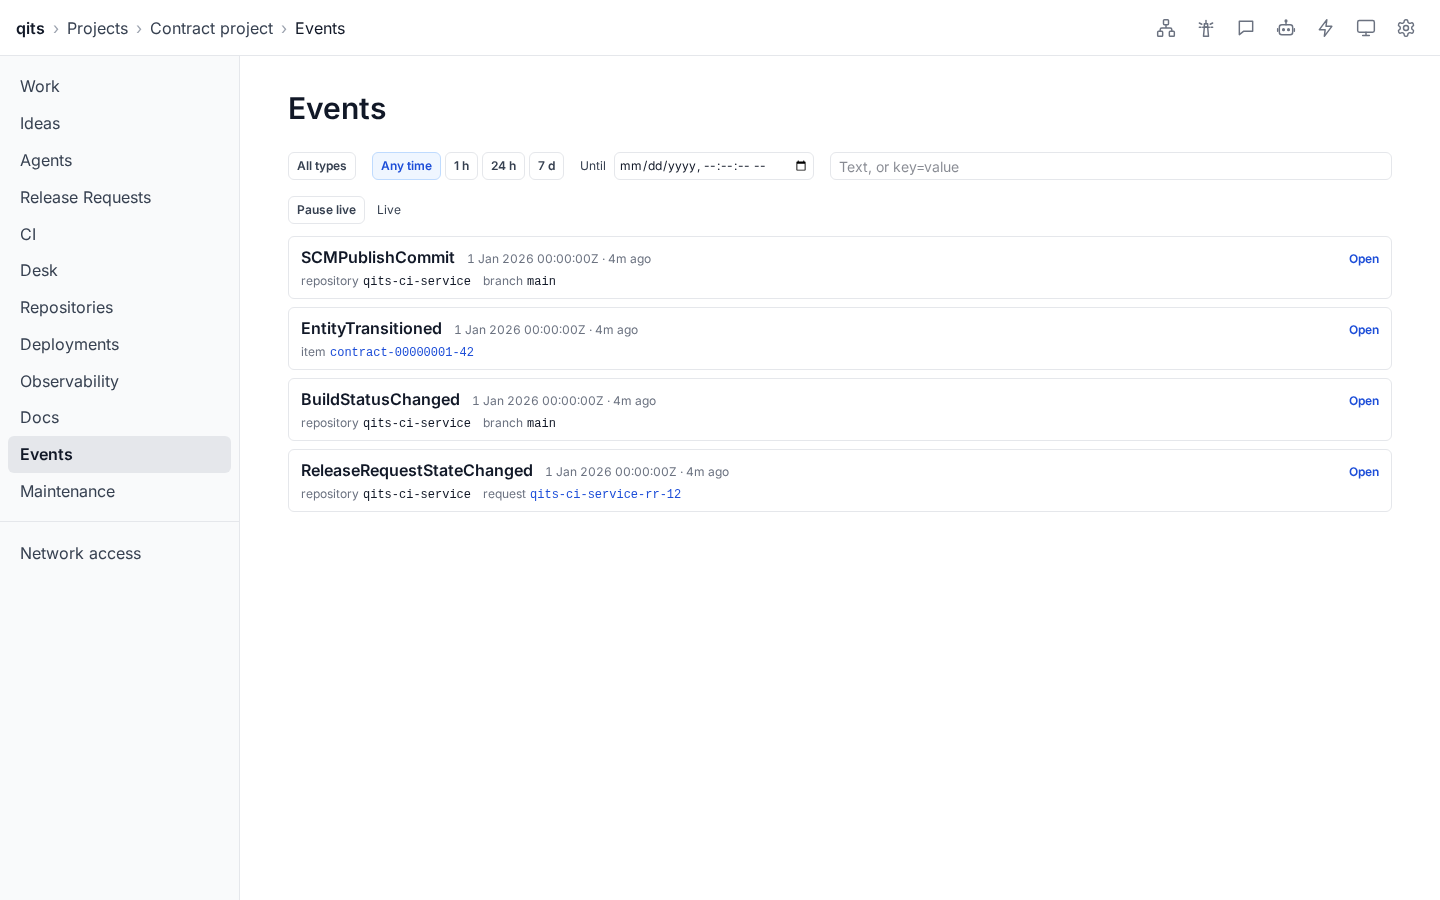 qits › Projects › Contract project › Events
Work
Ideas
Agents
Release Requests
CI
Desk
Repositories
Deployments
Observability
Docs
Events
Maintenance
Network access
Events
All types Any time 1 h 24 h 7 d Until mm/dd/yyyy, --:--:-- -- Text, or key=value
Pause live Live
SCMPublishCommit 1 Jan 2026 00:00:00Z · 4m ago Open
repository qits-ci-service branch main
EntityTransitioned 1 Jan 2026 00:00:00Z · 4m ago Open
item contract-00000001-42
BuildStatusChanged 1 Jan 2026 00:00:00Z · 4m ago Open
repository qits-ci-service branch main
ReleaseRequestStateChanged 1 Jan 2026 00:00:00Z · 4m ago Open
repository qits-ci-service request qits-ci-service-rr-12